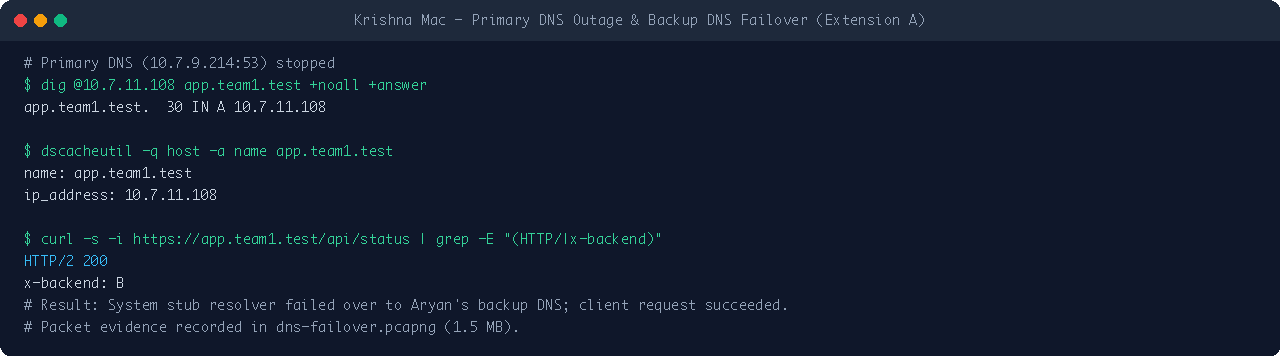 Krishna Mac – Primary DNS Outage & Backup DNS Failover (Extension A)
# Primary DNS (10.7.9.214:53) stopped
$ dig @10.7.11.108 app.team1.test +noall +answer
app.team1.test.  30 IN A 10.7.11.108
$ dscacheutil -q host -a name app.team1.test
name: app.team1.test
ip_address: 10.7.11.108
$ curl -s -i https://app.team1.test/api/status | grep -E "(HTTP/|x-backend)"
HTTP/2 200
x-backend: B
# Result: System stub resolver failed over to Aryan's backup DNS; client request succeeded.
# Packet evidence recorded in dns-failover.pcapng (1.5 MB).